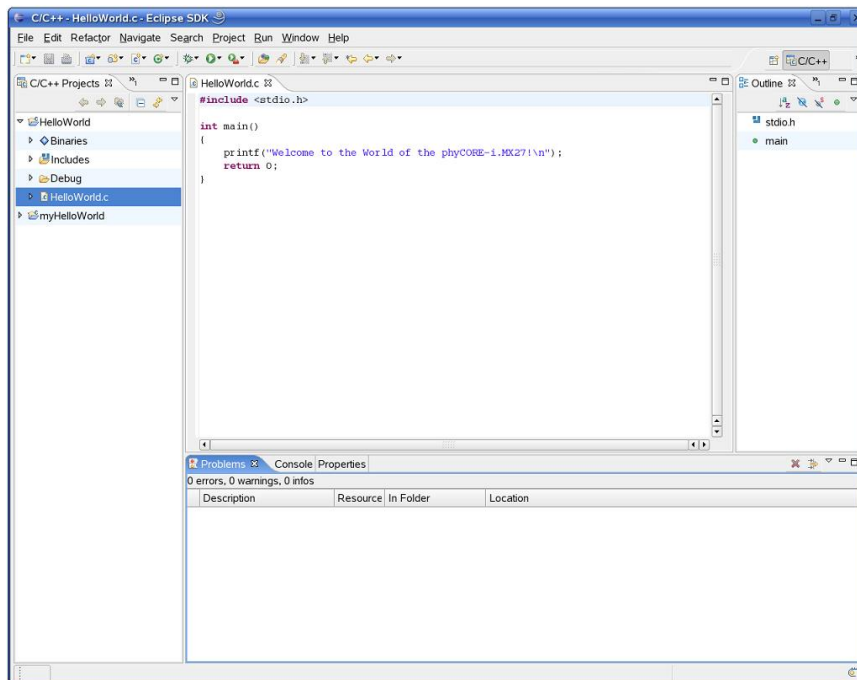 C/C++ - HelloWorld.c - Eclipse SDK
File Edit Refactor Navigate Search Project Run Window Help
C/C++
C/C++ Projects
HelloWorld
Binaries
Includes
Debug
HelloWorld.c
myHelloWorld
HelloWorld.c
#include <stdio.h>
int main()
{
printf("Welcome to the World of the phyCORE-i.MX27!\n");
return 0;
}
Outline
stdio.h
main
Problems Console Properties
0 errors, 0 warnings, 0 infos
Description Resource In Folder Location